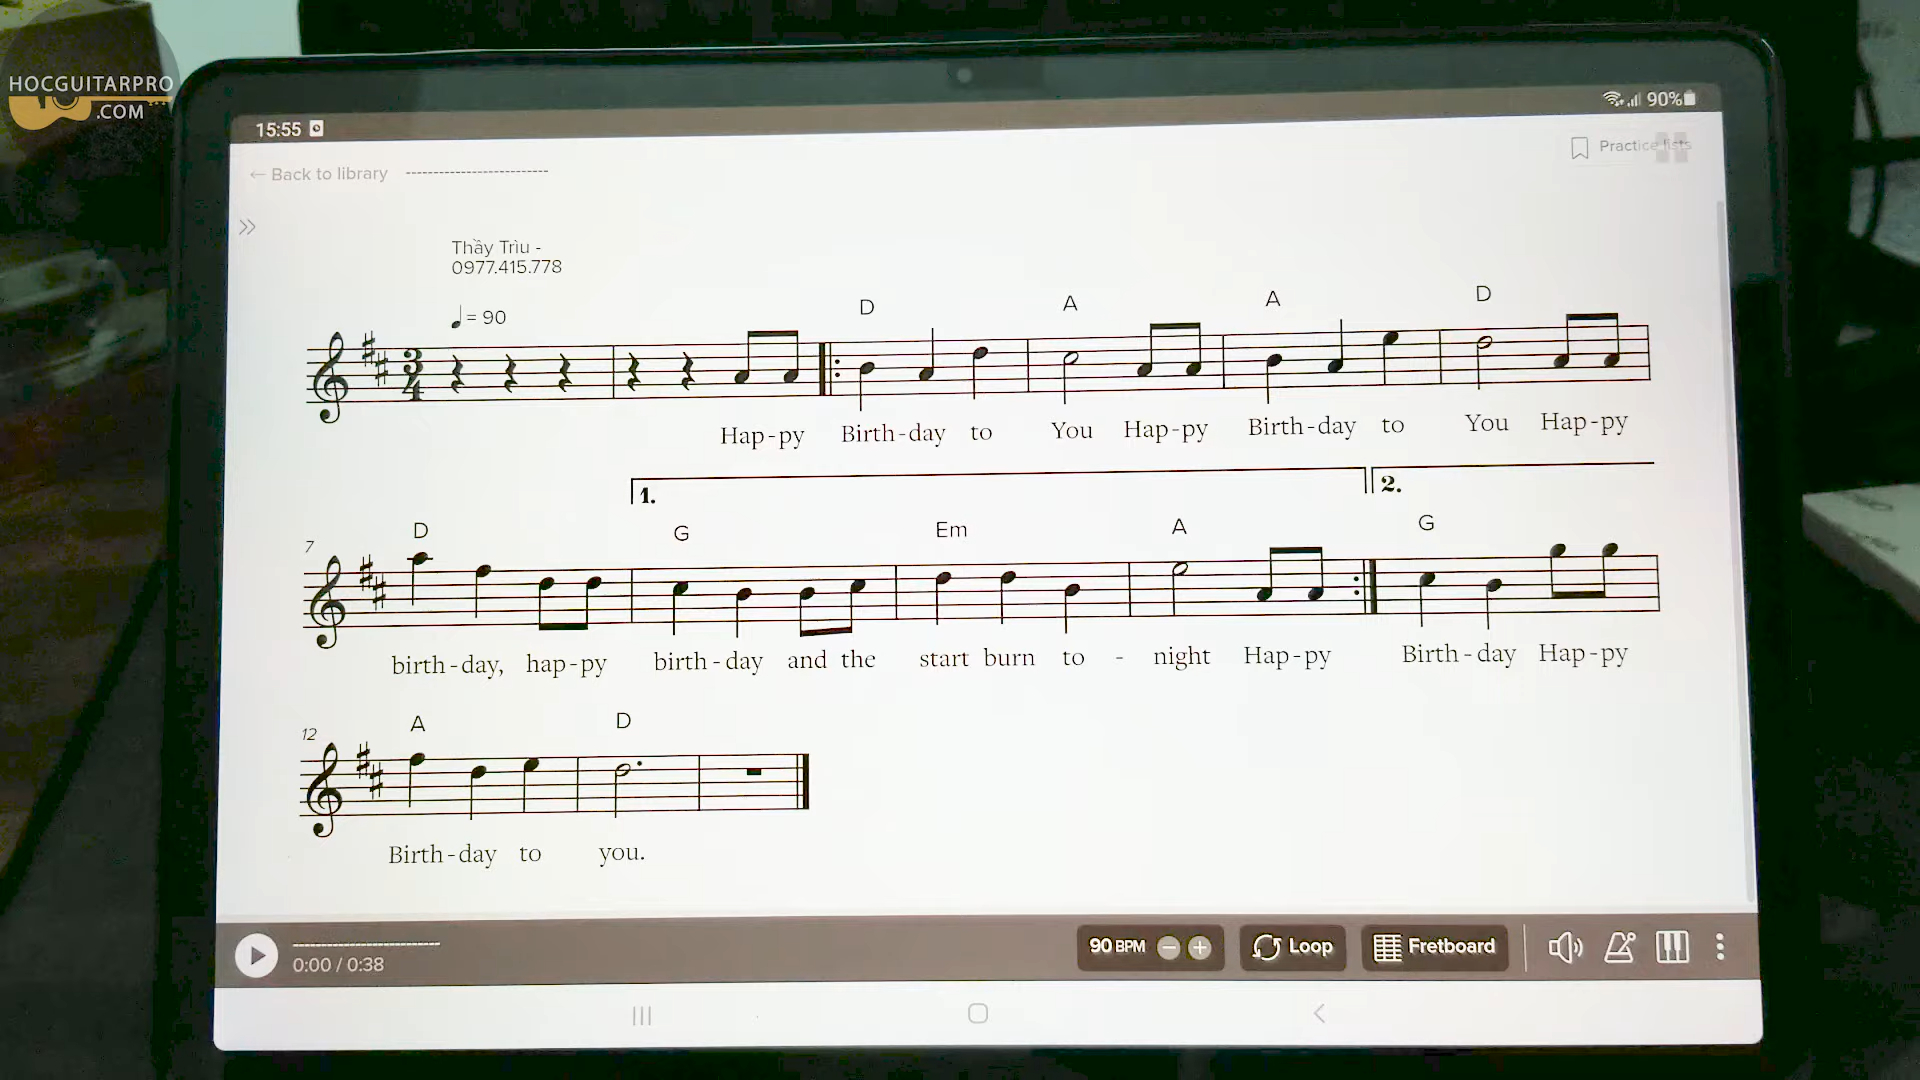 HOCGUITARPRO
.COM
15:55
90%
← Back to library
Practice lists
Thầy Trìu -
0977.415.778
= 90
D A A D
3
4
Hap-py Birth-day to You Hap-py Birth-day to You Hap-py
1. 2.
D G Em A G
7
birth-day, hap-py birth-day and the start burn to - night Hap-py Birth-day Hap-py
A D
12
Birth-day to you.
90 BPM Loop Fretboard
0:00 / 0:38